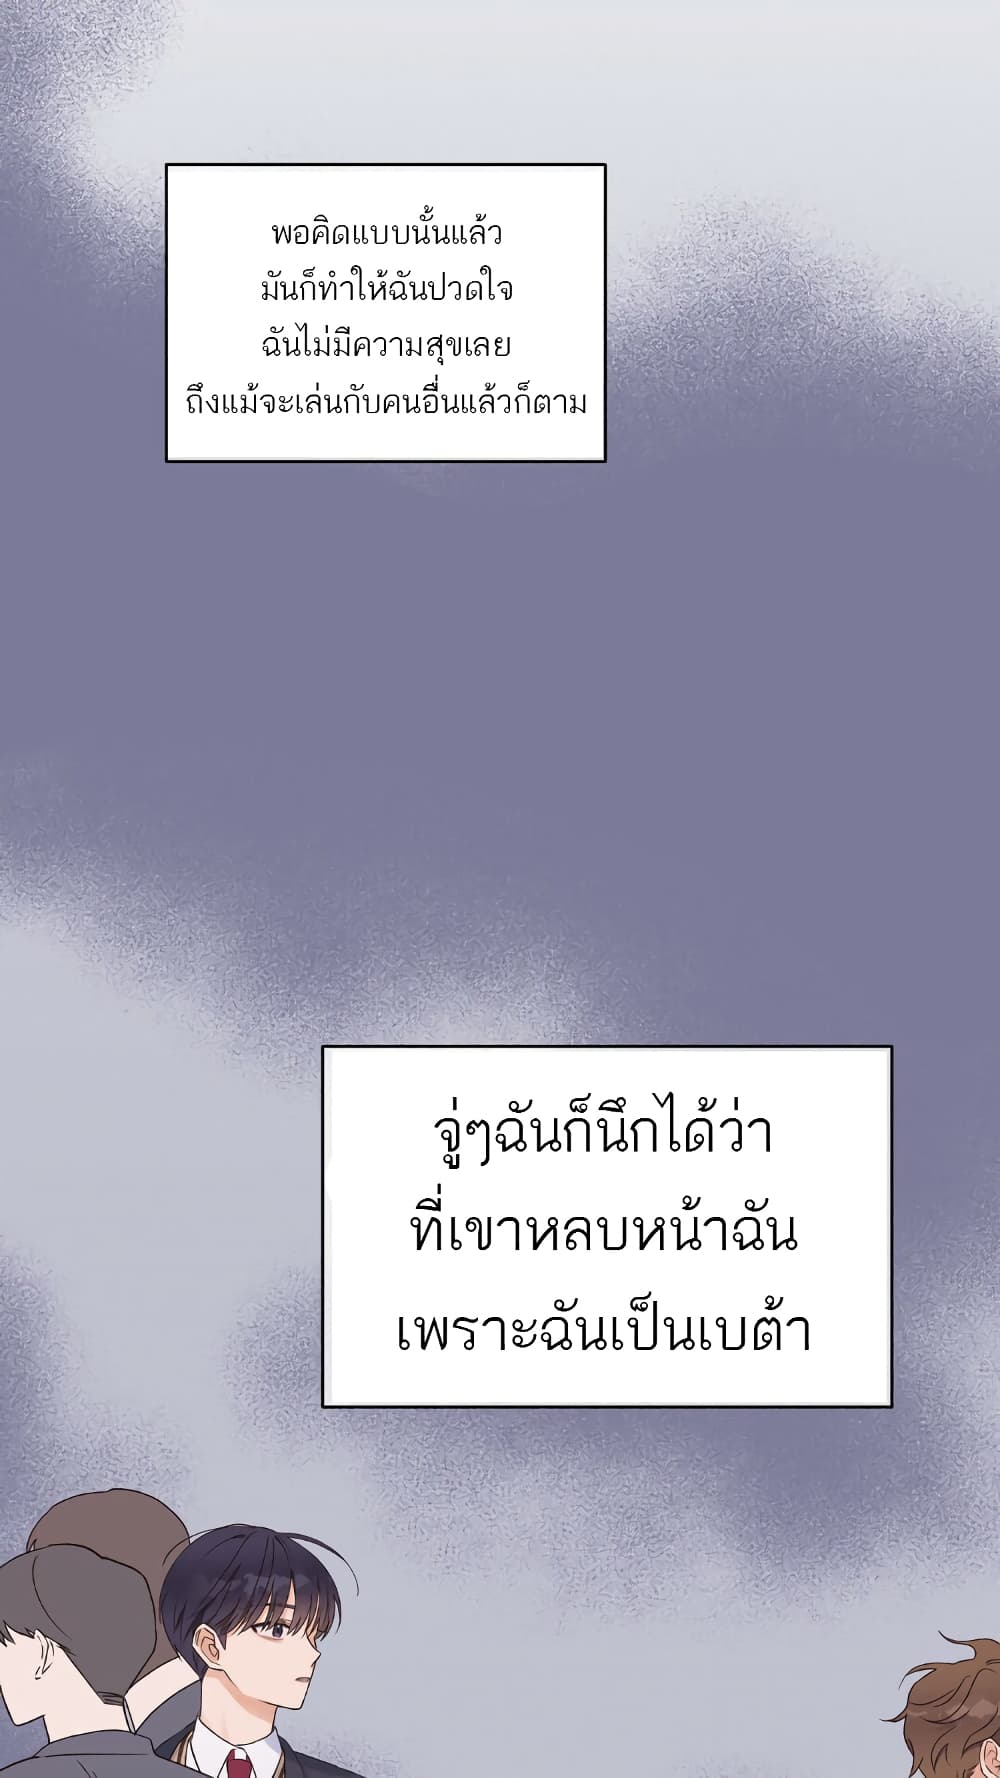 พอคิดแบบนั้นแล้ว
มันก็ทำให้ฉันปวดใจ
ฉันไม่มีความสุขเลย
ถึงแม้จะเล่นกับคนอื่นแล้วก็ตาม
จู่ๆฉันก็นึกได้ว่า
ที่เขาหลบหน้าฉัน
เพราะฉันเป็นเบต้า